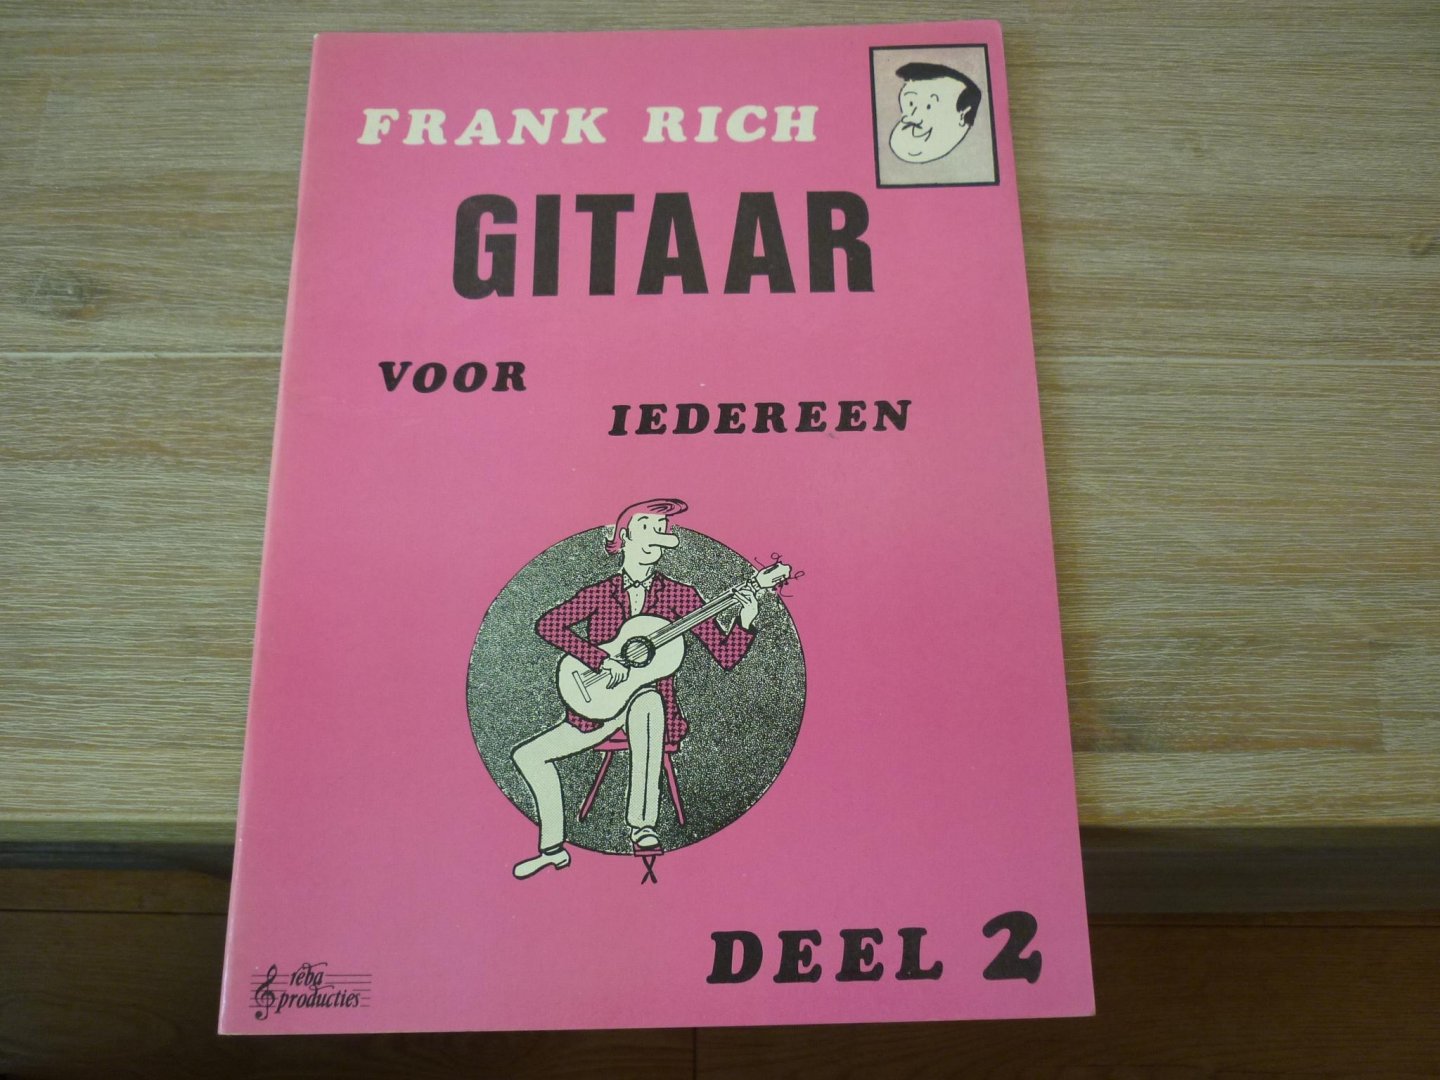 FRANK RICH
GITAAR
VOOR
IEDEREEN
DEEL 2
reba
producties